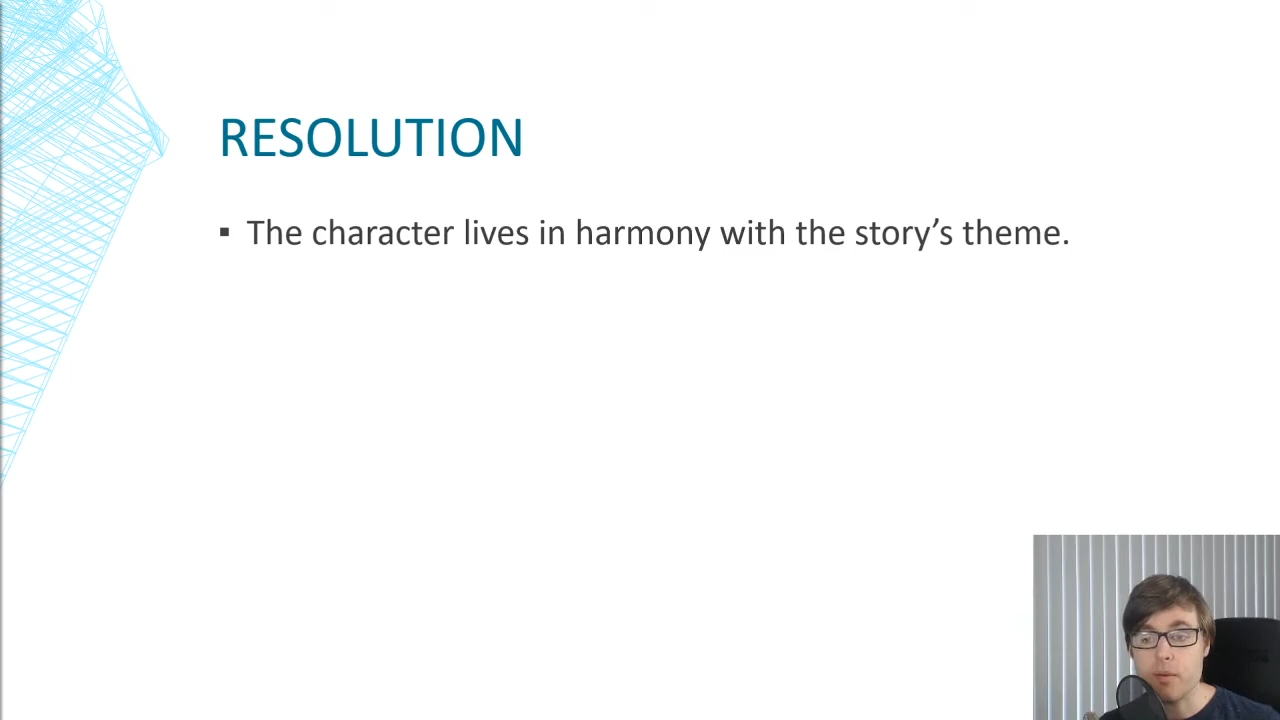 RESOLUTION
▪ The character lives in harmony with the story’s theme.